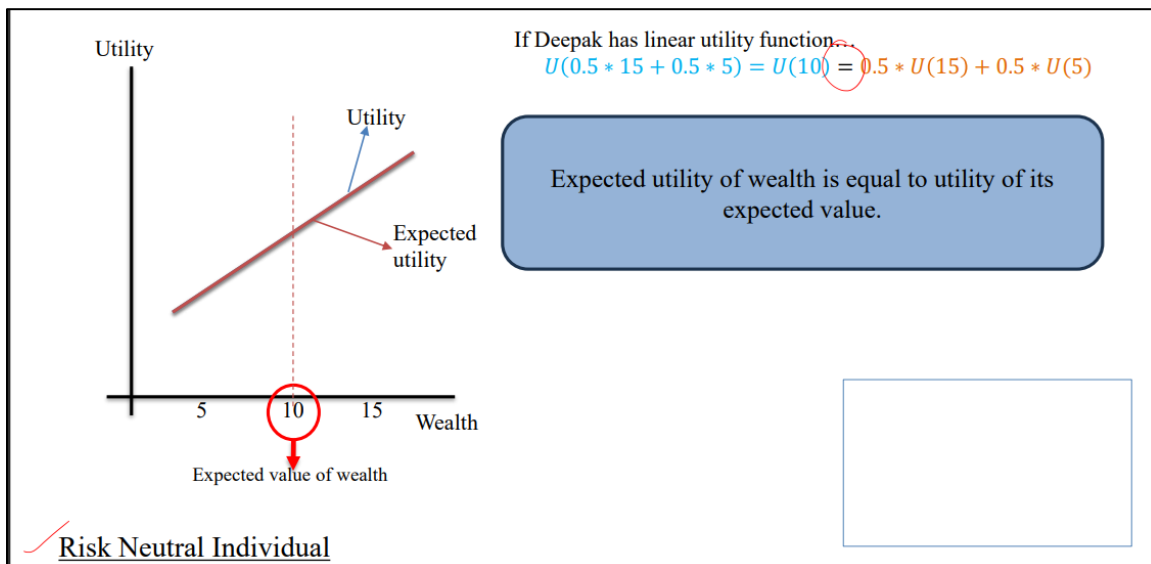 Utility
If Deepak has linear utility function…
U(0.5 * 15 + 0.5 * 5) = U(10) = 0.5 * U(15) + 0.5 * U(5)
Utility
Expected utility of wealth is equal to utility of its
expected value.
Expected
utility
5 10 15
Wealth
Expected value of wealth
Risk Neutral Individual